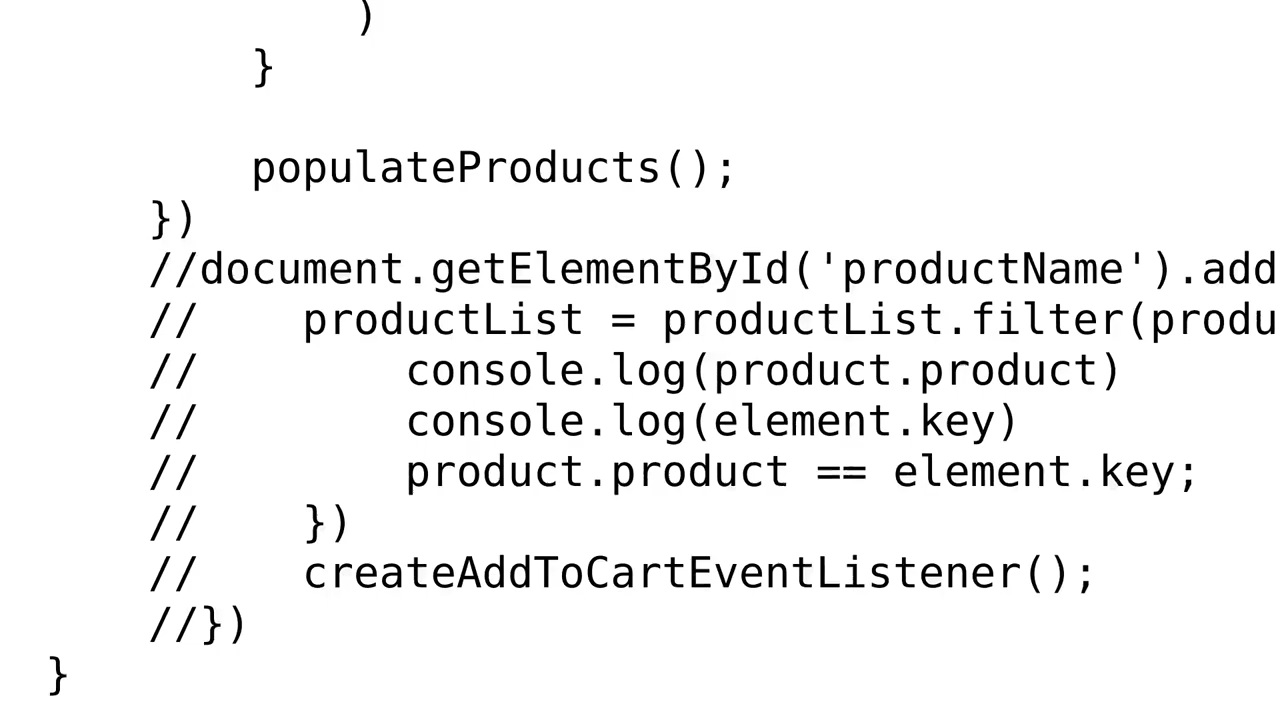 )
}
populateProducts();
})
//document.getElementById('productName').add
//    productList = productList.filter(produ
//        console.log(product.product)
//        console.log(element.key)
//        product.product == element.key;
//    })
//    createAddToCartEventListener();
//})
}